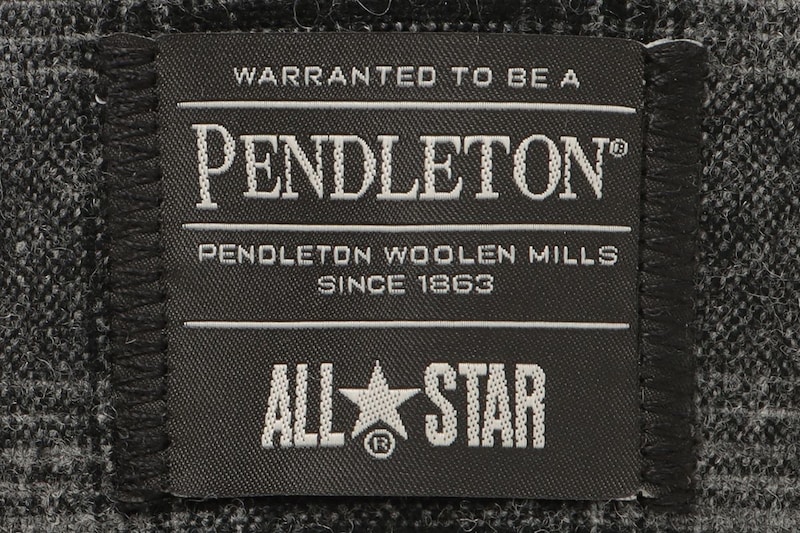 WARRANTED TO BE A
PENDLETON®
PENDLETON WOOLEN MILLS
SINCE 1863
ALL★STAR
®